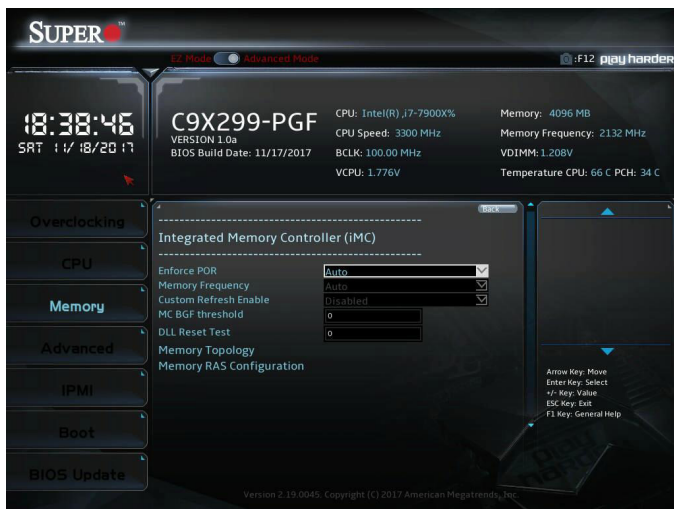 SUPER
EZ Mode Advanced Mode
:F12 play harder
18:38:46
SAT 11/18/2017
C9X299-PGF
VERSION 1.0a
BIOS Build Date: 11/17/2017
CPU: Intel(R) ,i7-7900X%
CPU Speed: 3300 MHz
BCLK: 100.00 MHz
VCPU: 1.776V
Memory: 4096 MB
Memory Frequency: 2132 MHz
VDIMM:1.208V
Temperature CPU: 66 C PCH: 34 C
Overclocking
CPU
Memory
Advanced
IPMI
Boot
BIOS Update
Back
--------------------------------------------------
Integrated Memory Controller (iMC)
--------------------------------------------------
Enforce POR Auto
Memory Frequency Auto
Custom Refresh Enable Disabled
MC BGF threshold 0
DLL Reset Test 0
Memory Topology
Memory RAS Configuration
Arrow Key: Move
Enter Key: Select
+/- Key: Value
ESC Key: Exit
F1 Key: General Help
Version 2.19.0045. Copyright (C) 2017 American Megatrends, Inc.